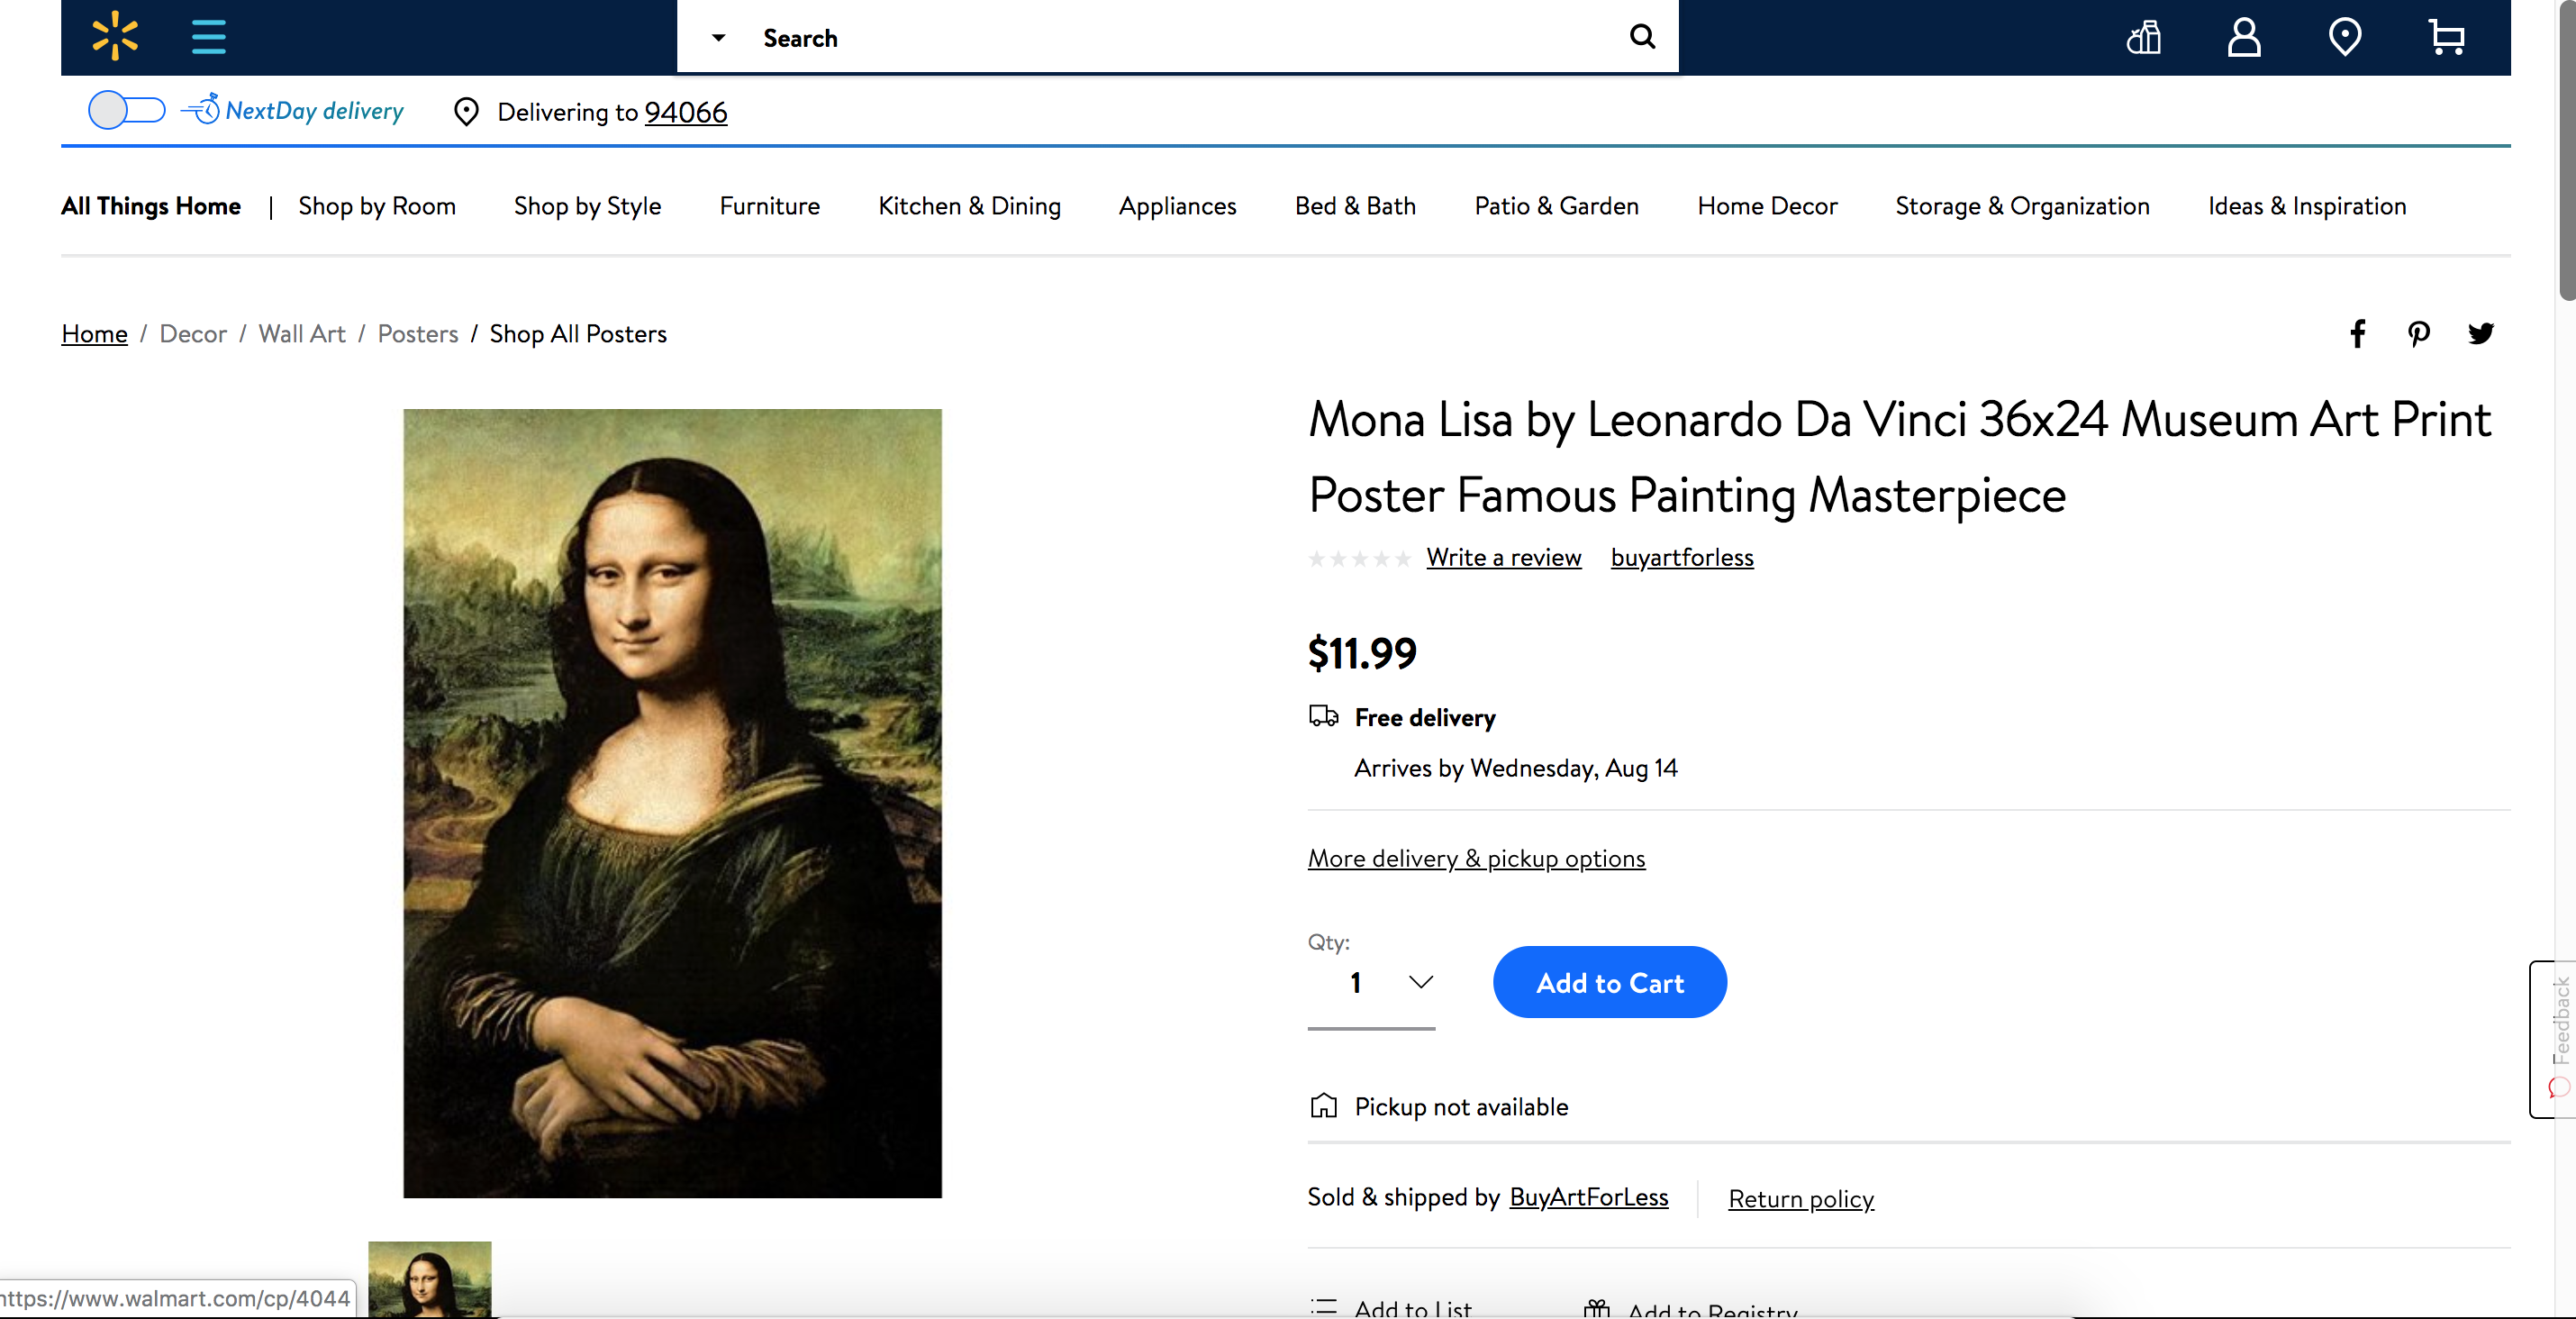 Search
NextDay delivery
Delivering to 94066
All Things Home | Shop by Room Shop by Style Furniture Kitchen & Dining Appliances Bed & Bath Patio & Garden Home Decor Storage & Organization Ideas & Inspiration
Home / Decor / Wall Art / Posters / Shop All Posters
Mona Lisa by Leonardo Da Vinci 36x24 Museum Art Print
Poster Famous Painting Masterpiece
Write a review buyartforless
$11.99
Free delivery
Arrives by Wednesday, Aug 14
More delivery & pickup options
Qty:
1
Add to Cart
Feedback
Pickup not available
Sold & shipped by BuyArtForLess
Return policy
https://www.walmart.com/cp/4044
Add to List
Add to Registry